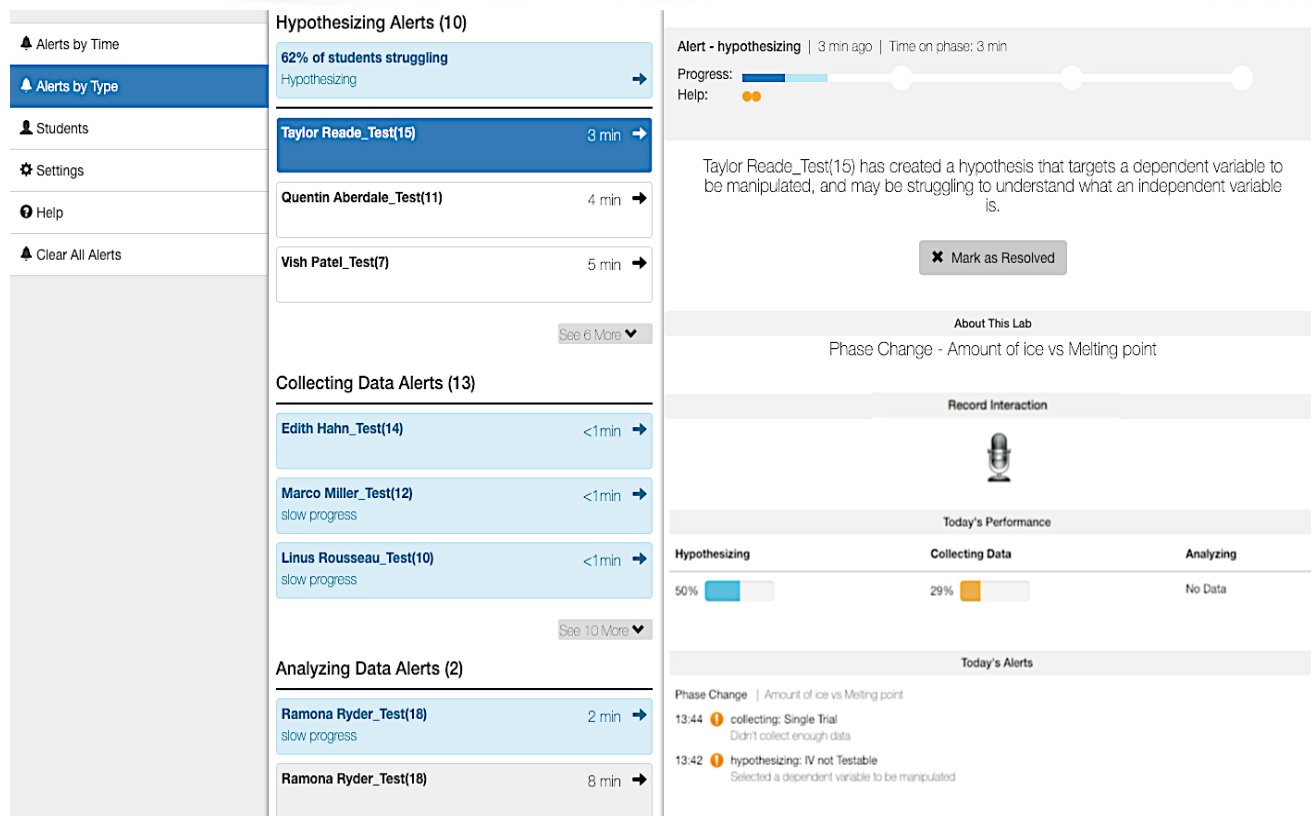 Alerts by Time
Alerts by Type
Students
Settings
Help
Clear All Alerts
Hypothesizing Alerts (10)
62% of students struggling
Hypothesizing
Taylor Reade_Test(15) 3 min
Quentin Aberdale_Test(11) 4 min
Vish Patel_Test(7) 5 min
See 6 More
Collecting Data Alerts (13)
Edith Hahn_Test(14) <1min
Marco Miller_Test(12) <1min
slow progress
Linus Rousseau_Test(10) <1min
slow progress
See 10 More
Analyzing Data Alerts (2)
Ramona Ryder_Test(18) 2 min
slow progress
Ramona Ryder_Test(18) 8 min
Alert - hypothesizing | 3 min ago | Time on phase: 3 min
Progress:
Help:
Taylor Reade_Test(15) has created a hypothesis that targets a dependent variable to
be manipulated, and may be struggling to understand what an independent variable
is.
Mark as Resolved
About This Lab
Phase Change - Amount of ice vs Melting point
Record Interaction
Today's Performance
Hypothesizing Collecting Data Analyzing
50% 29% No Data
Today's Alerts
Phase Change | Amount of ice vs Melting point
13:44 collecting: Single Trial
Didn't collect enough data
13:42 hypothesizing: IV not Testable
Selected a dependent variable to be manipulated